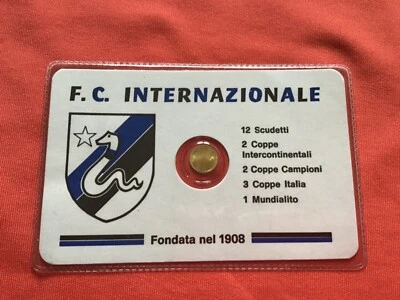 F.C. INTERNAZIONALE
12 Scudetti
2 Coppe
Intercontinentali
2 Coppe Campioni
3 Coppe Italia
1 Mundialito
Fondata nel 1908